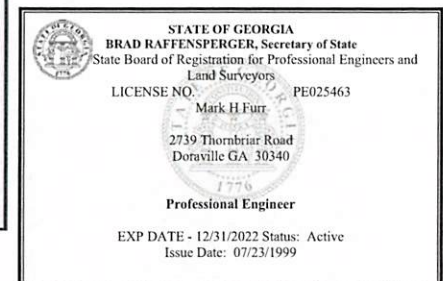 STATE OF GEORGIA
BRAD RAFFENSPERGER, Secretary of State
State Board of Registration for Professional Engineers and
Land Surveyors
LICENSE NO. PE025463
Mark H Furr
2739 Thornbriar Road
Doraville GA 30340
1776
Professional Engineer
EXP DATE - 12/31/2022 Status: Active
Issue Date: 07/23/1999